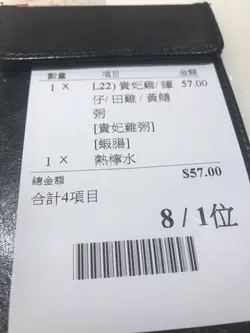 數量 項目 金額
1 × L22) 貴妃雞/ 蠔 57.00
仔/ 田雞/ 黃鱔
粥
[貴妃雞粥]
[蝦腸]
1 × 熱檸水
總金額 $57.00
合計4項目
8 / 1位